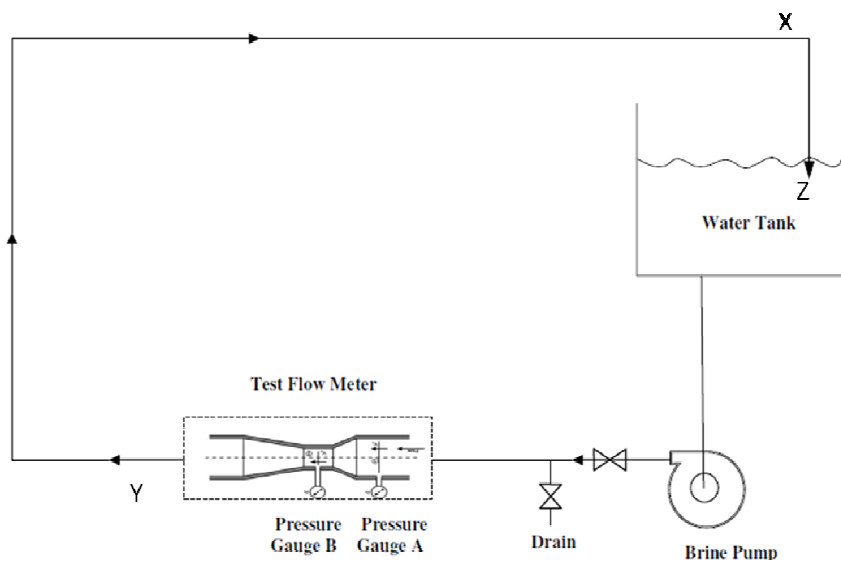 X
Z
Water Tank
Test Flow Meter
Y
Pressure
Gauge B
Pressure
Gauge A
Drain
Brine Pump